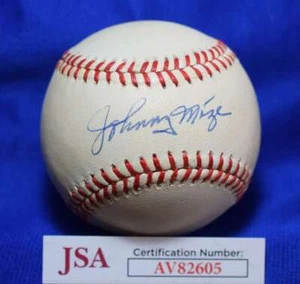 Johnny Mize
JSA
Certification Number:
AV82605